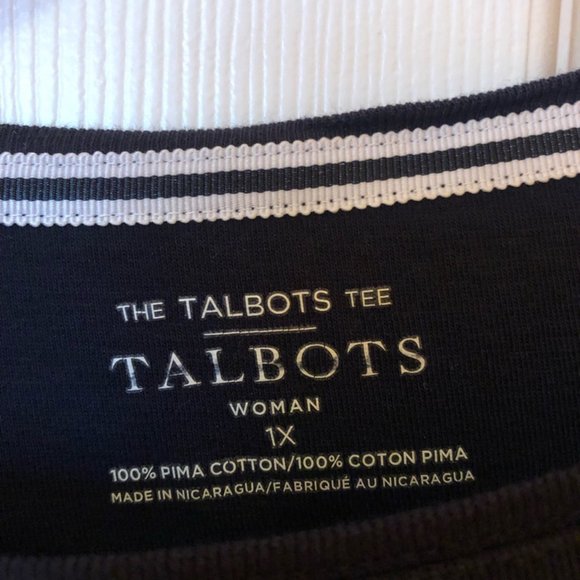 THE TALBOTS TEE
TALBOTS
WOMAN
1X
100% PIMA COTTON/100% COTON PIMA
MADE IN NICARAGUA/FABRIQUÉ AU NICARAGUA